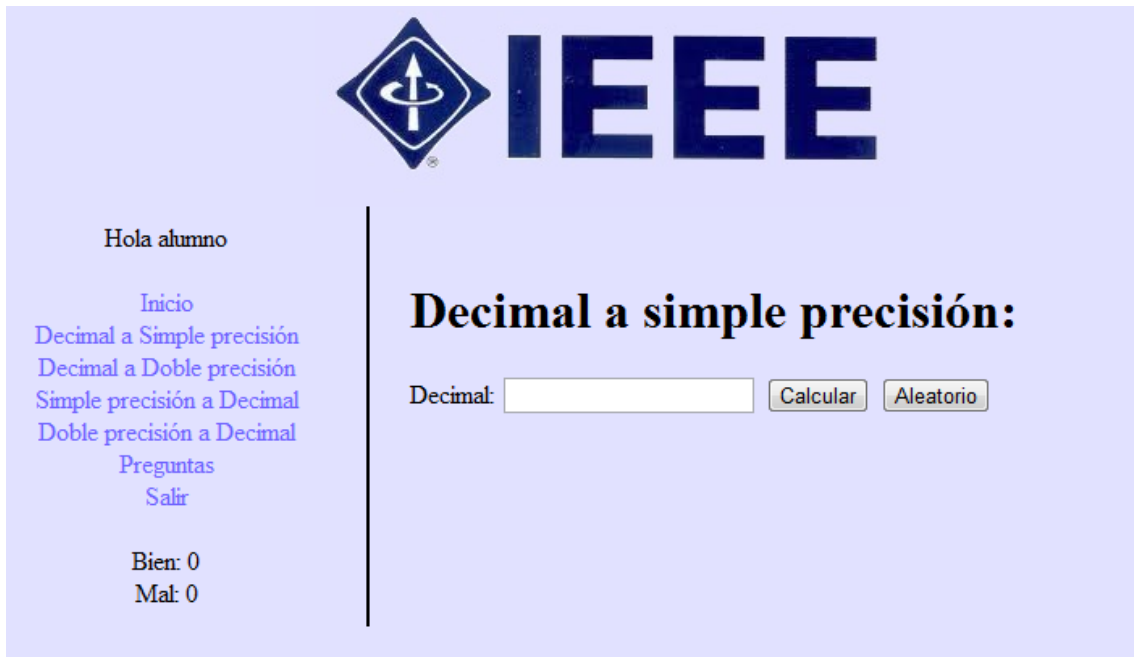 IEEE
®
Hola alumno
Inicio
Decimal a Simple precisión
Decimal a Doble precisión
Simple precisión a Decimal
Doble precisión a Decimal
Preguntas
Salir
Bien: 0
Mal: 0
Decimal a simple precisión:
Decimal: Calcular Aleatorio